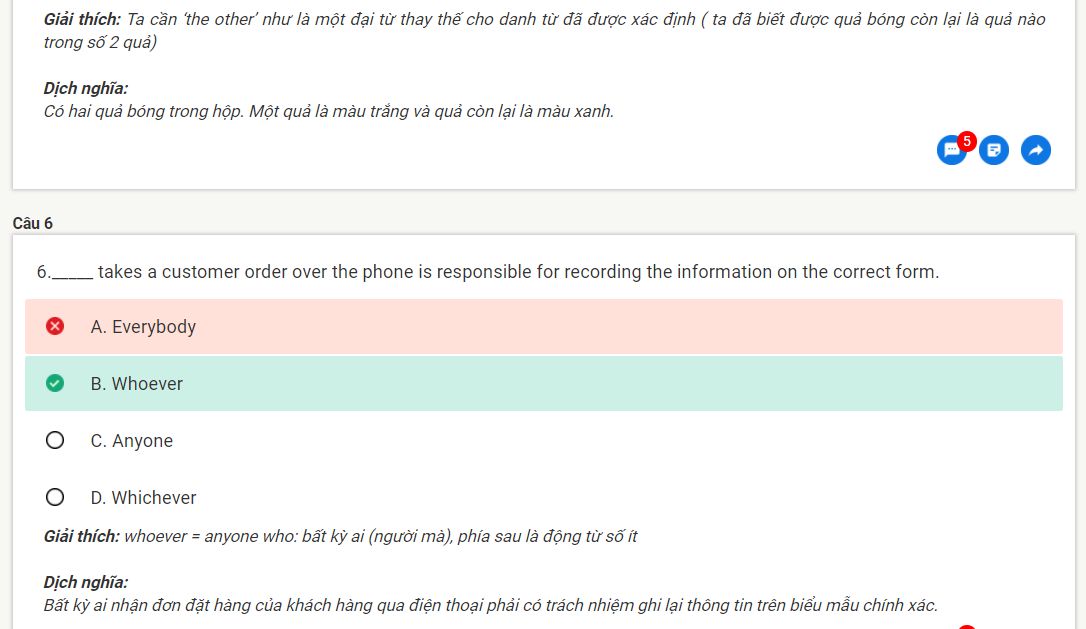 Giải thích: Ta cần ‘the other’ như là một đại từ thay thế cho danh từ đã được xác định ( ta đã biết được quả bóng còn lại là quả nào
trong số 2 quả)
Dịch nghĩa:
Có hai quả bóng trong hộp. Một quả là màu trắng và quả còn lại là màu xanh.
5
Câu 6
6._____ takes a customer order over the phone is responsible for recording the information on the correct form.
A. Everybody
B. Whoever
C. Anyone
D. Whichever
Giải thích: whoever = anyone who: bất kỳ ai (người mà), phía sau là động từ số ít
Dịch nghĩa:
Bất kỳ ai nhận đơn đặt hàng của khách hàng qua điện thoại phải có trách nhiệm ghi lại thông tin trên biểu mẫu chính xác.